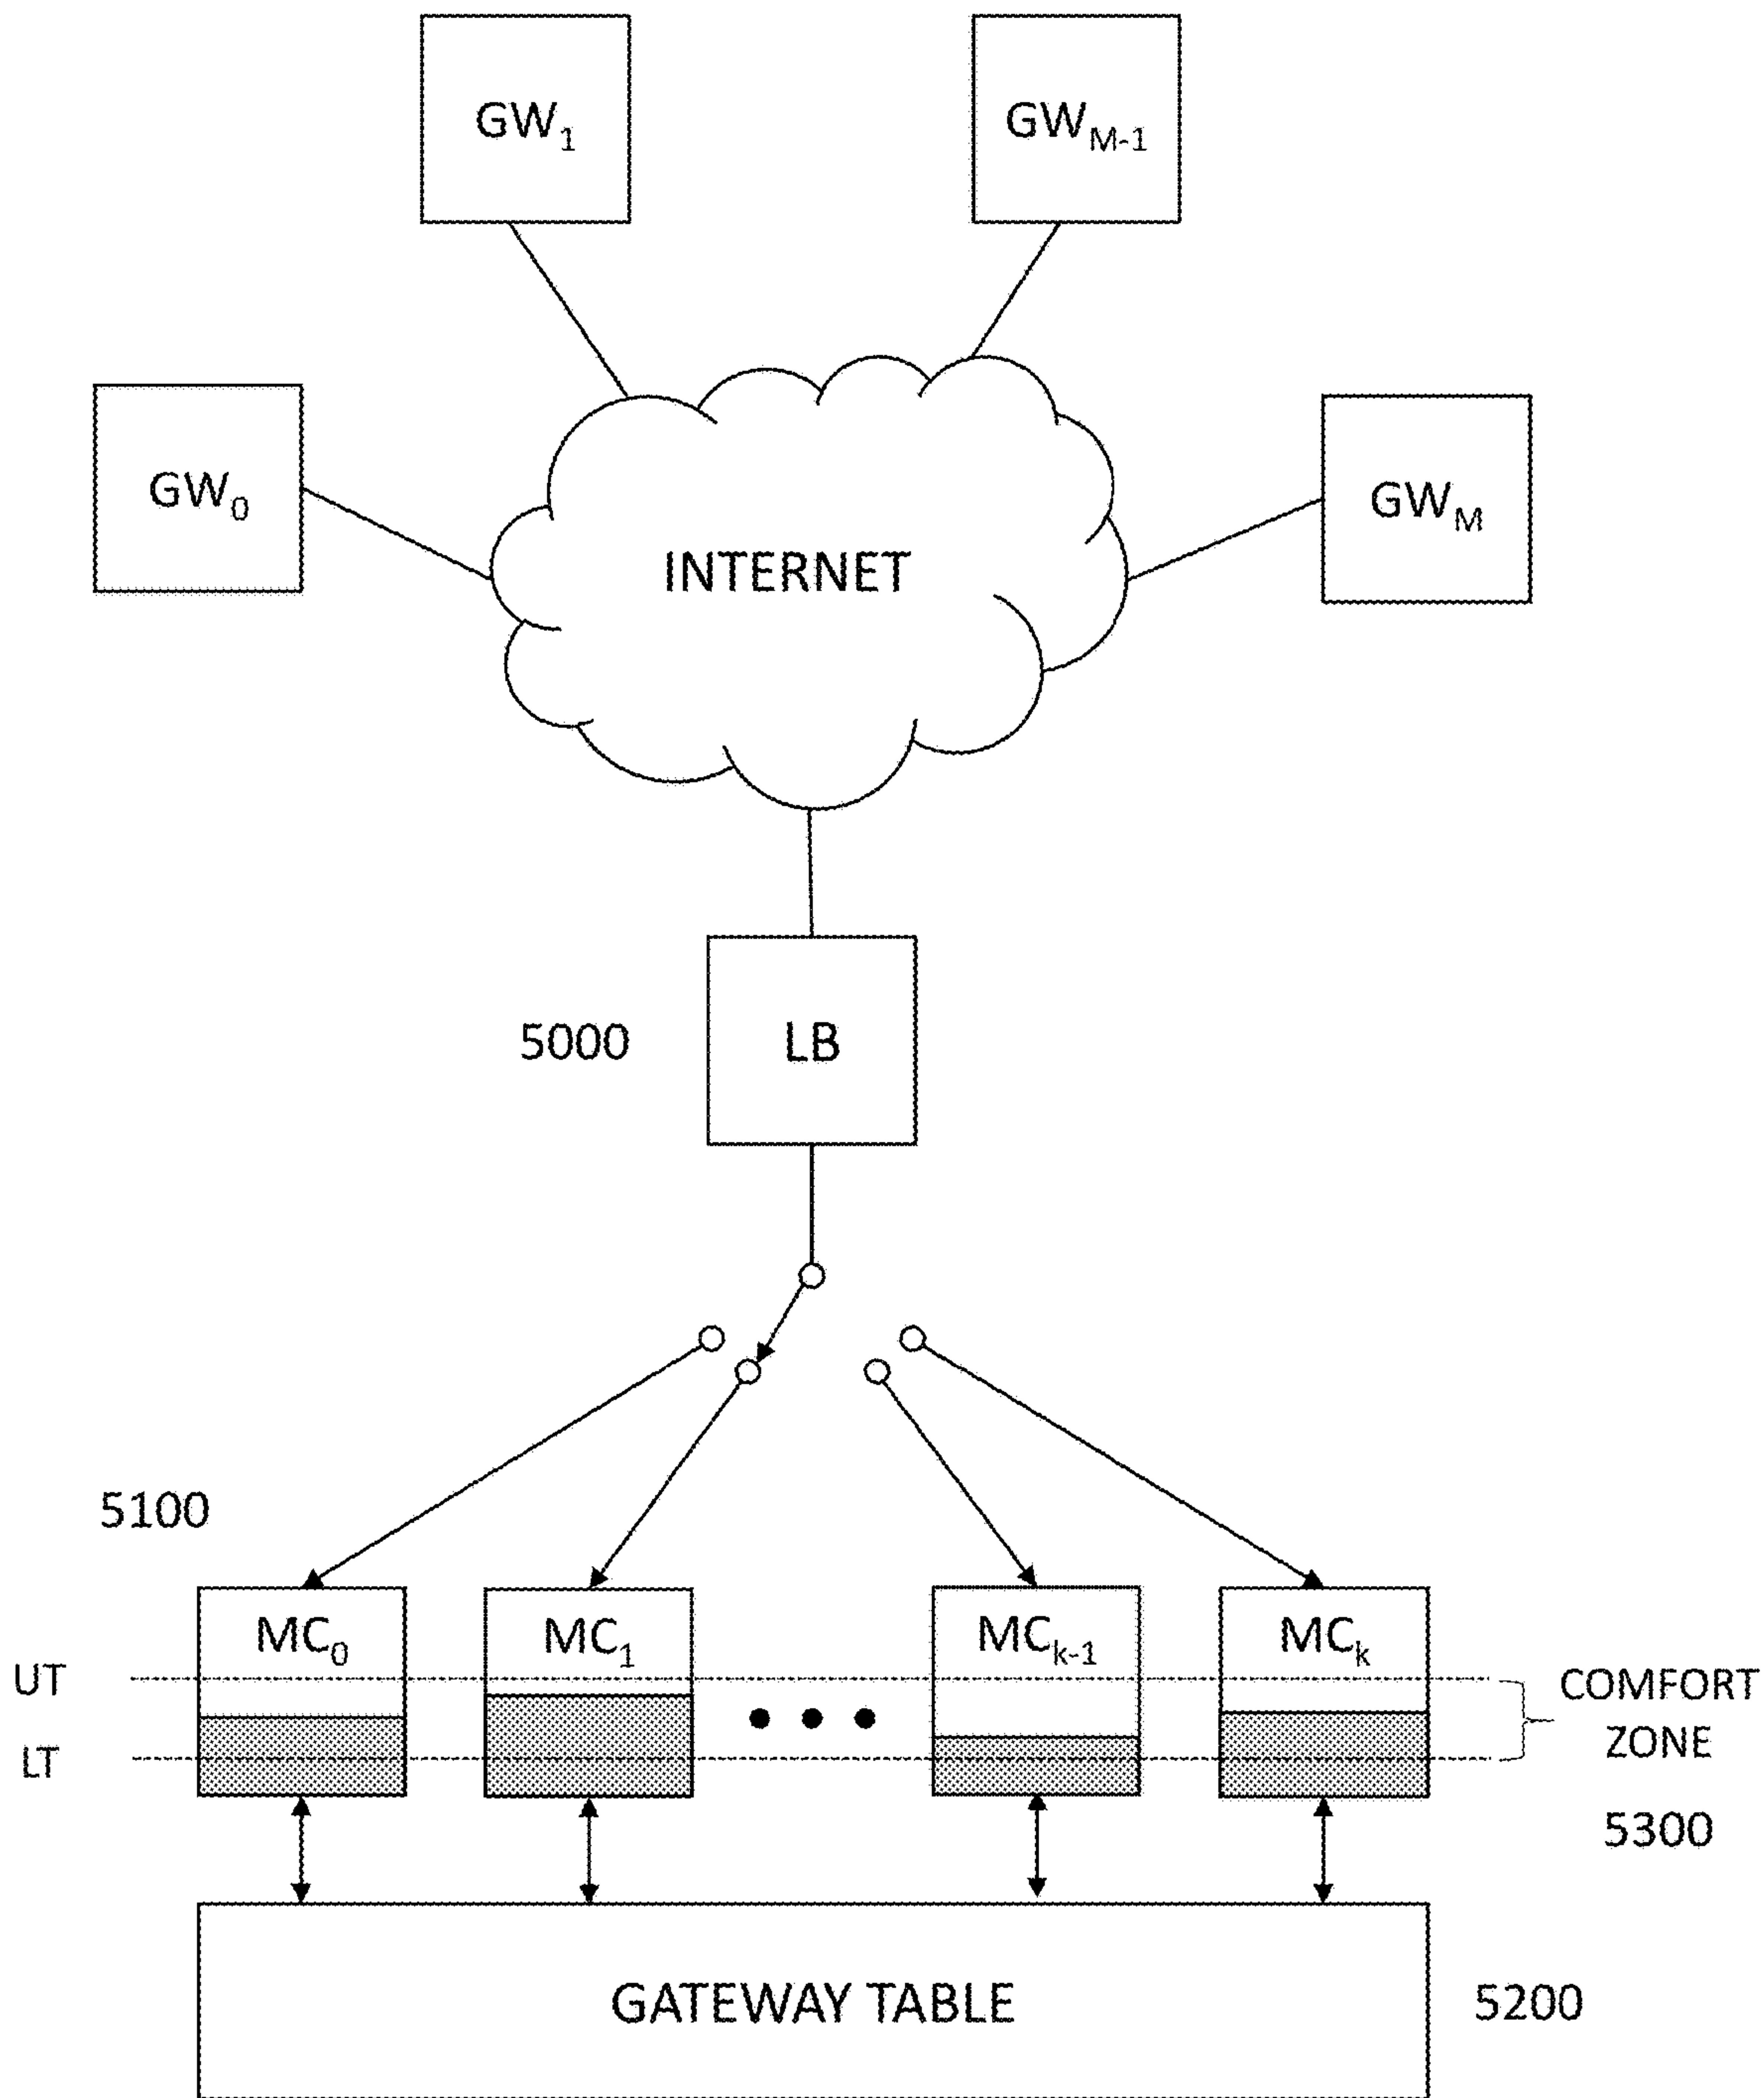 GW₁
GWM-1
GW₀
GWM
INTERNET
5000
LB
5100
MC₀
MC₁
MCk-1
MCk
UT
LT
COMFORT
ZONE
5300
GATEWAY TABLE
5200